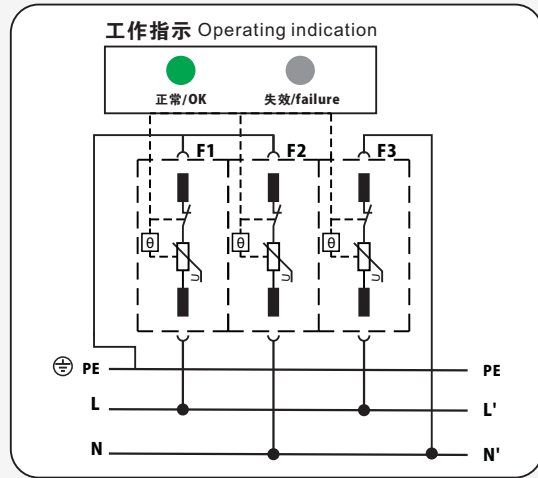 工作指示 Operating indication
正常/OK 失效/failure
F1 F2 F3
θ θ θ
U U U
PE PE
L L'
N N'